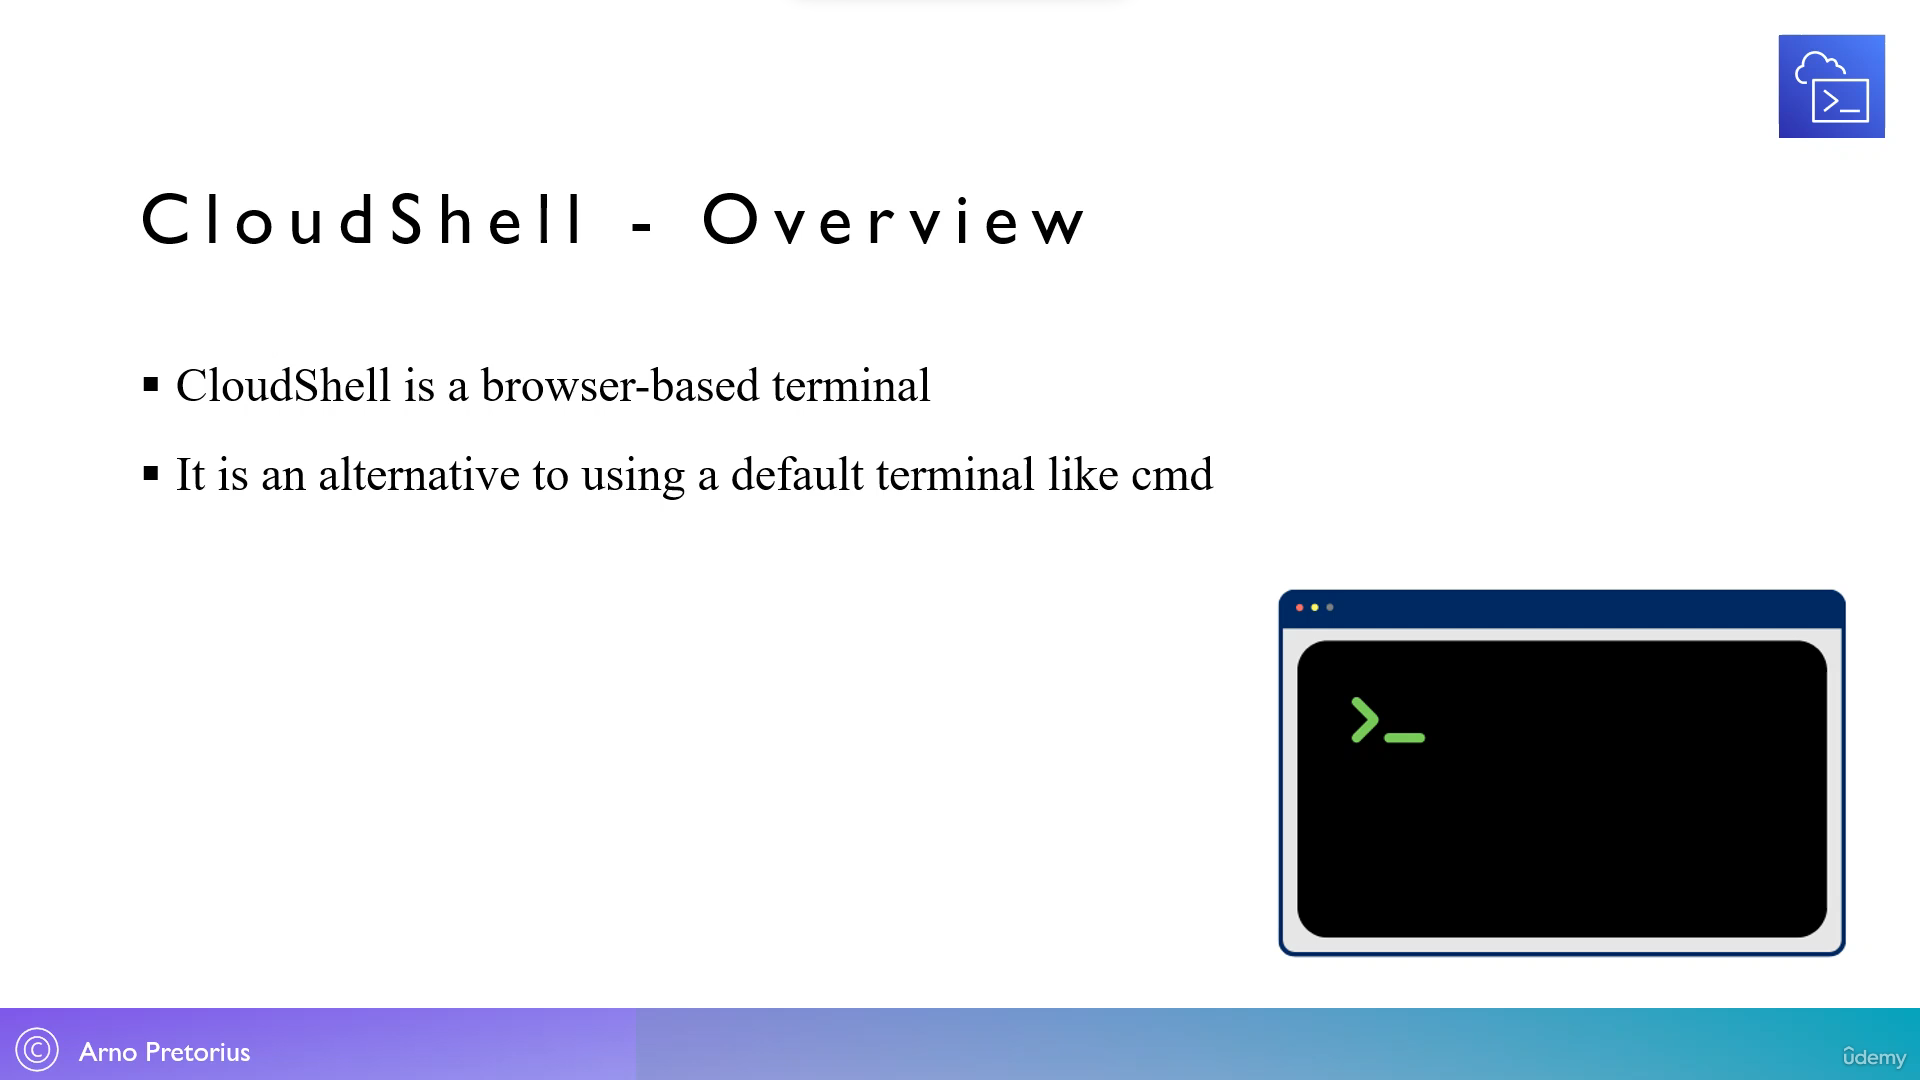 CloudShell - Overview
▪ CloudShell is a browser-based terminal
▪ It is an alternative to using a default terminal like cmd
© Arno Pretorius
ûdemy